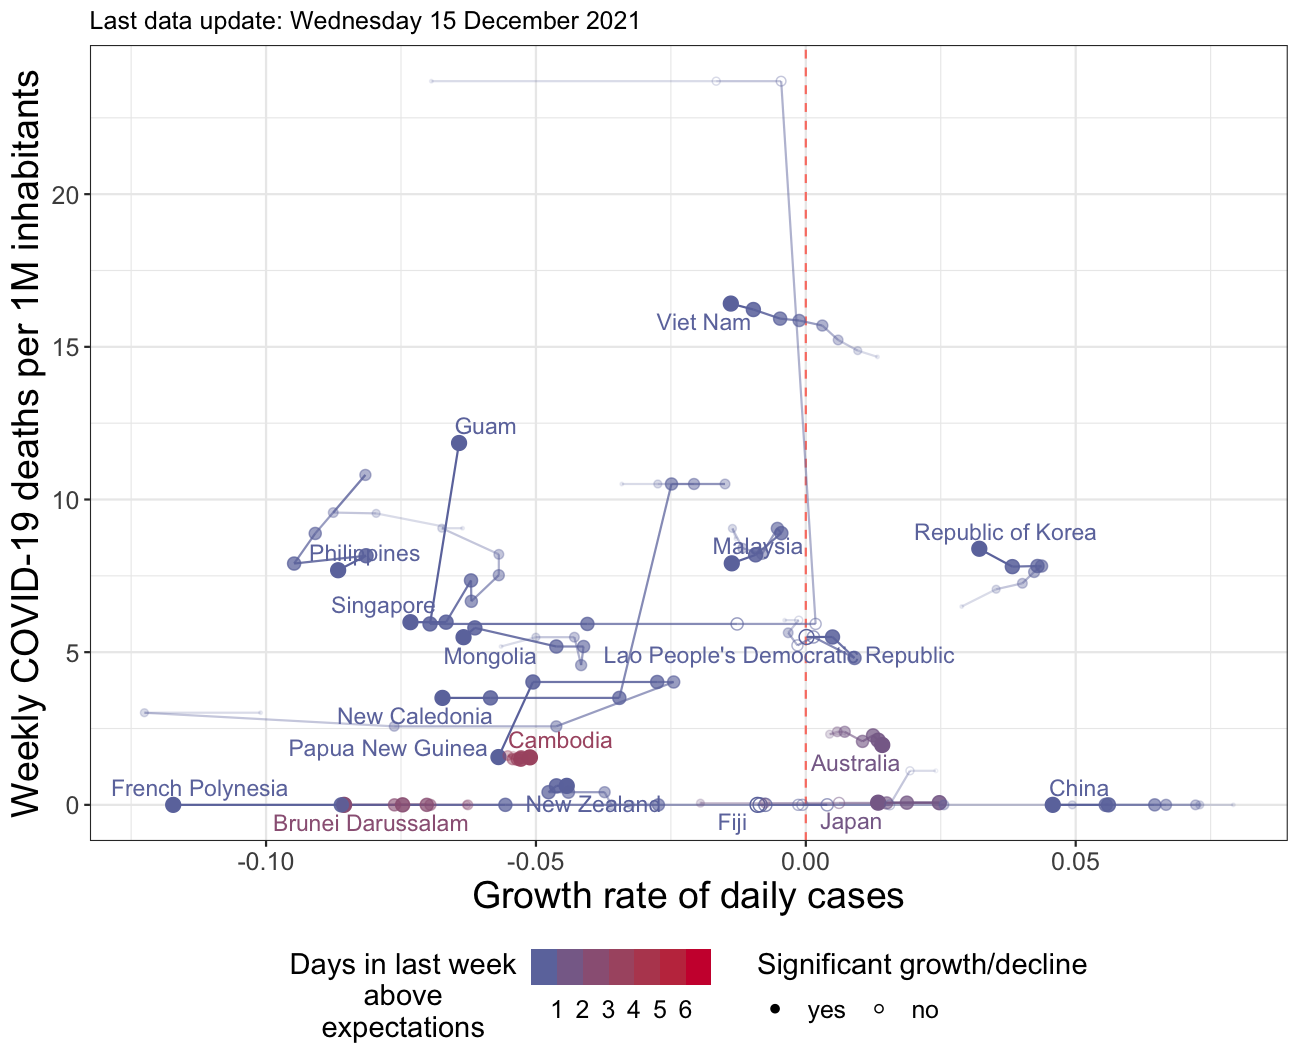 Last data update: Wednesday 15 December 2021
Weekly COVID-19 deaths per 1M inhabitants
20
15
10
5
0
Viet Nam
Guam
Republic of Korea
Malaysia
Philippines
Singapore
Mongolia
Lao People's Democratic Republic
New Caledonia
Papua New Guinea
Cambodia
Australia
French Polynesia
New Zealand
China
Brunei Darussalam
Fiji
Japan
-0.10
-0.05
0.00
0.05
Growth rate of daily cases
Days in last week
above
expectations
1 2 3 4 5 6
Significant growth/decline
yes
no